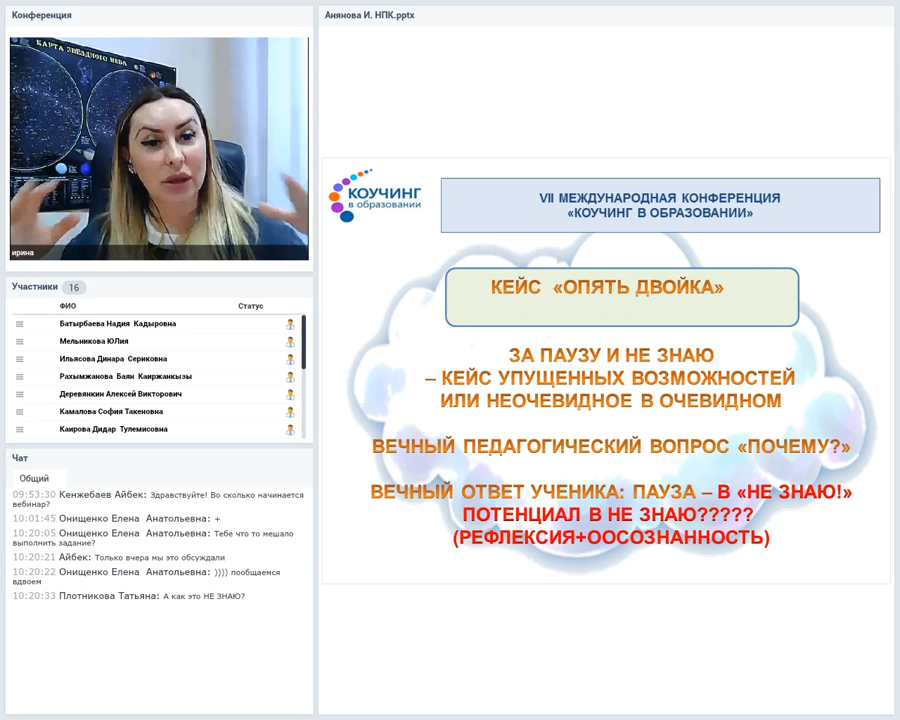 Конференция
КАРТА ЗВЕЗДНОГО НЕБА
ирина
Участники 16
ФИО Статус
Батырбаева Надия Кадыровна
Мельникова ЮЛия
Ильясова Динара Сериковна
Рахымжанова Баян Каиржанкызы
Деревянкин Алексей Викторович
Камалова София Такеновна
Каирова Дидар Тулемисовна
Чат
Общий
09:53:30 Кенжебаев Айбек: Здравствуйте! Во сколько начинается
вебинар?
10:01:45 Онищенко Елена Анатольевна: +
10:20:05 Онищенко Елена Анатольевна: Тебе что то мешало
выполнить задание?
10:20:21 Айбек: Только вчера мы это обсуждали
10:20:22 Онищенко Елена Анатольевна: )))) пообщаемся
вдвоем
10:20:33 Плотникова Татьяна: А как это НЕ ЗНАЮ?
Анянова И. НПК.pptx
КОУЧИНГ
в образовании
VII МЕЖДУНАРОДНАЯ КОНФЕРЕНЦИЯ
«КОУЧИНГ В ОБРАЗОВАНИИ»
КЕЙС «ОПЯТЬ ДВОЙКА»
ЗА ПАУЗУ И НЕ ЗНАЮ
– КЕЙС УПУЩЕННЫХ ВОЗМОЖНОСТЕЙ
ИЛИ НЕОЧЕВИДНОЕ В ОЧЕВИДНОМ
ВЕЧНЫЙ ПЕДАГОГИЧЕСКИЙ ВОПРОС «ПОЧЕМУ?»
ВЕЧНЫЙ ОТВЕТ УЧЕНИКА: ПАУЗА – В «НЕ ЗНАЮ!»
ПОТЕНЦИАЛ В НЕ ЗНАЮ?????
(РЕФЛЕКСИЯ+ООСОЗНАННОСТЬ)